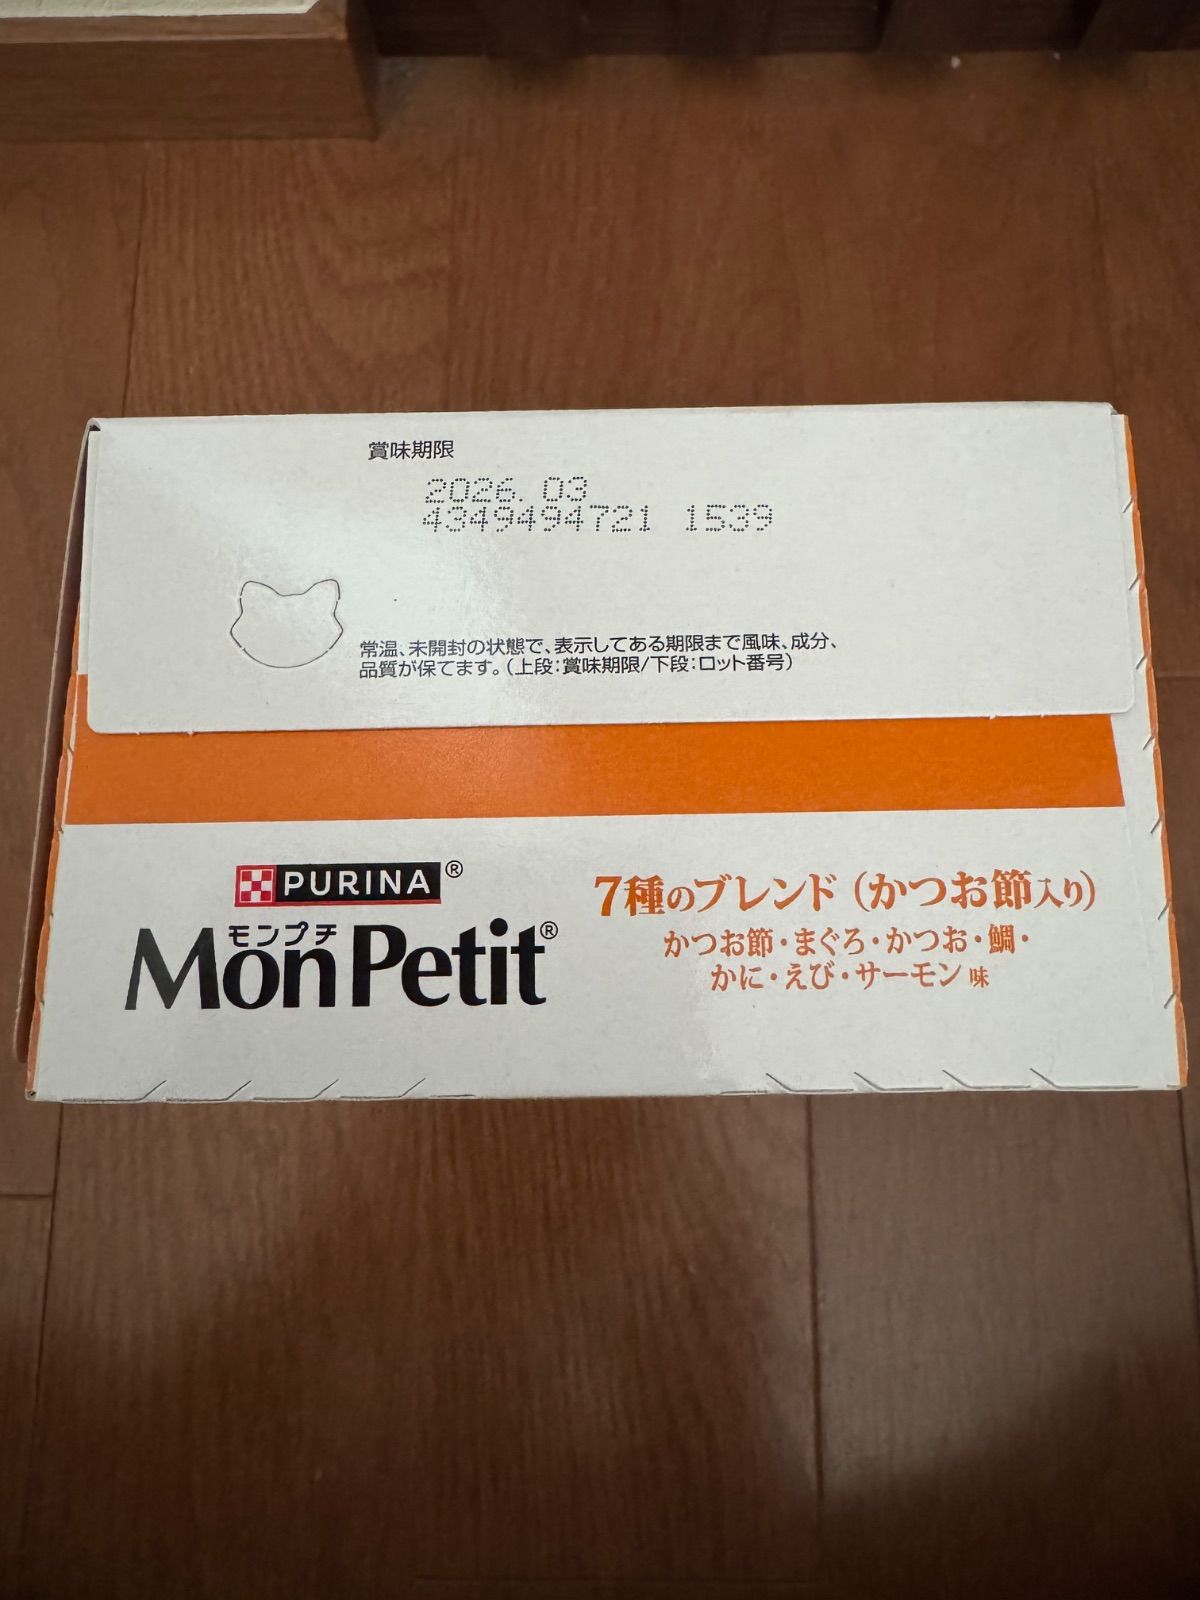 賞味期限
2026.03
4349494721 1539
常温、未開封の状態で、表示してある期限まで風味、成分、
品質が保てます。(上段:賞味期限/下段:ロット番号)
PURINA®
モンプチ
MonPetit®
7種のブレンド(かつお節入り)
かつお節・まぐろ・かつお・鯛・
かに・えび・サーモン味